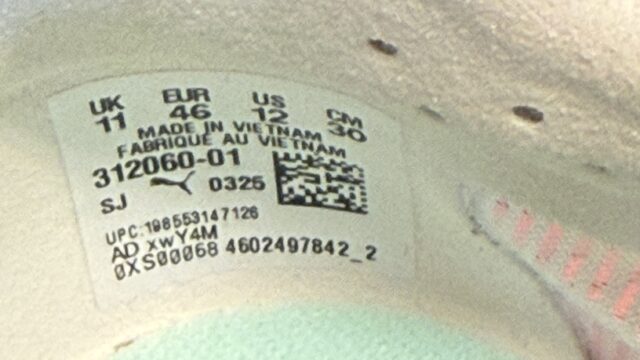 UK EUR US CM
11 46 12 30
MADE IN VIETNAM
FABRIQUE AU VIETNAM
312060-01
SJ 0325
UPC:198553147126
AD xwY4M
0XS00068 4602497842_2